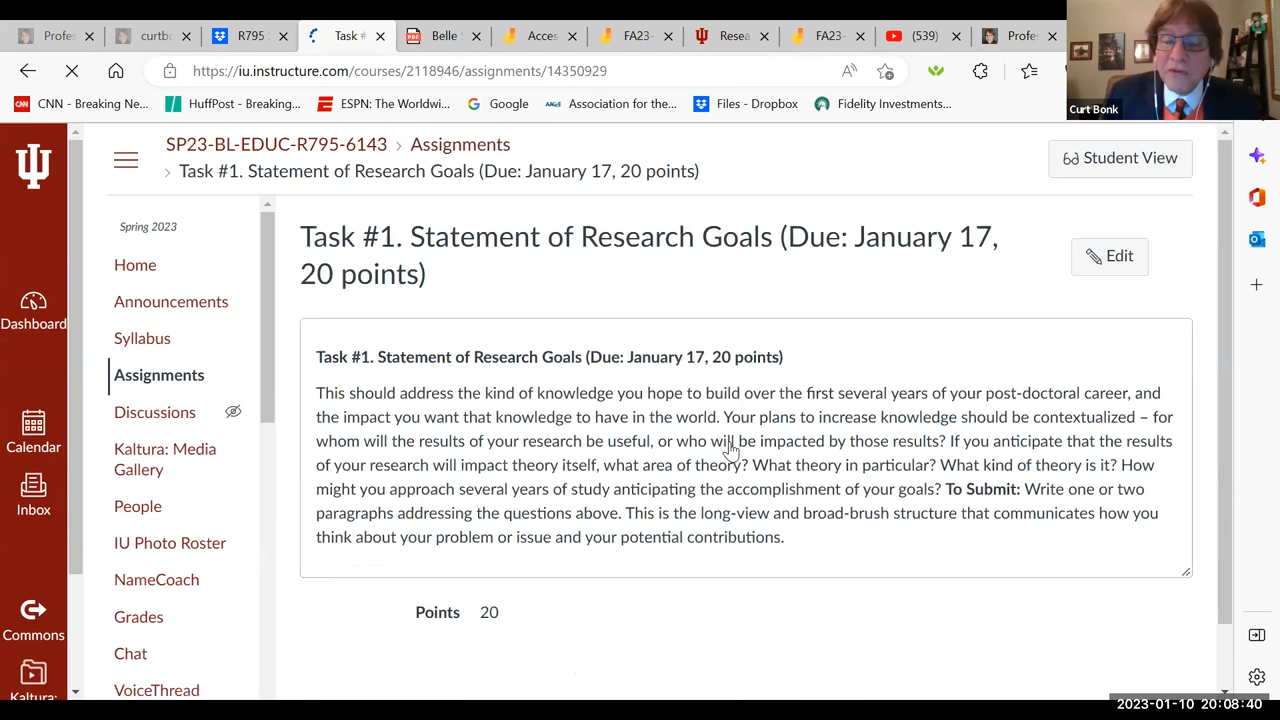 Profes
curtbo
R795
Task #
Belle
Acces
FA23-
Resea
FA23-
(539)
Profes
https://iu.instructure.com/courses/2118946/assignments/14350929
CNN - Breaking Ne...
HuffPost - Breaking...
ESPN: The Worldwi...
Google
Association for the...
Files - Dropbox
Fidelity Investments...
Curt Bonk
SP23-BL-EDUC-R795-6143 › Assignments
› Task #1. Statement of Research Goals (Due: January 17, 20 points)
Student View
Dashboard
Calendar
Inbox
Commons
Kaltura:
Spring 2023
Home
Announcements
Syllabus
Assignments
Discussions
Kaltura: Media
Gallery
People
IU Photo Roster
NameCoach
Grades
Chat
VoiceThread
Task #1. Statement of Research Goals (Due: January 17,
20 points)
Edit
Task #1. Statement of Research Goals (Due: January 17, 20 points)
This should address the kind of knowledge you hope to build over the first several years of your post-doctoral career, and
the impact you want that knowledge to have in the world. Your plans to increase knowledge should be contextualized – for
whom will the results of your research be useful, or who will be impacted by those results? If you anticipate that the results
of your research will impact theory itself, what area of theory? What theory in particular? What kind of theory is it? How
might you approach several years of study anticipating the accomplishment of your goals? To Submit: Write one or two
paragraphs addressing the questions above. This is the long-view and broad-brush structure that communicates how you
think about your problem or issue and your potential contributions.
Points 20
2023-01-10 20:08:40